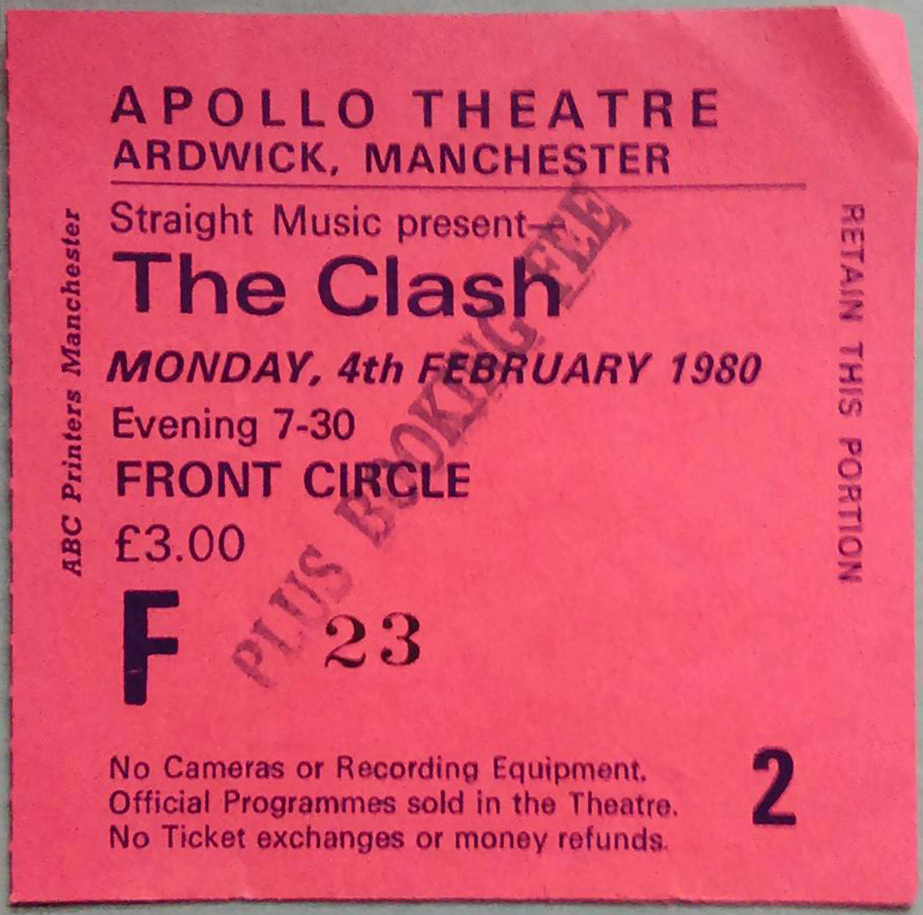 APOLLO THEATRE
ARDWICK, MANCHESTER
Straight Music present—
The Clash
MONDAY, 4th FEBRUARY 1980
Evening 7-30
FRONT CIRCLE
£3.00
F 23
PLUS BOOKING FEE
No Cameras or Recording Equipment.
Official Programmes sold in the Theatre.
No Ticket exchanges or money refunds.
2
ABC Printers Manchester
RETAIN THIS PORTION